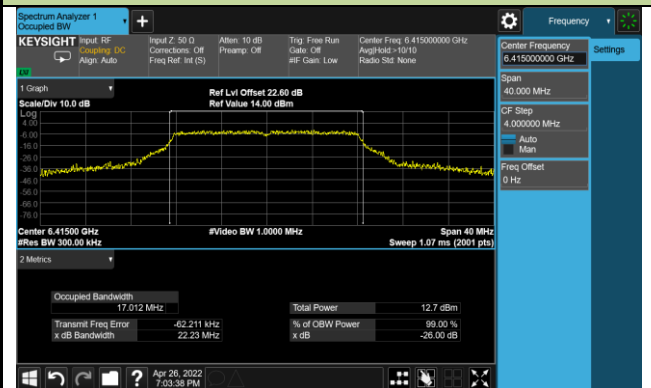 Spectrum Analyzer 1
Occupied BW
Frequency
KEYSIGHT
Input: RF
Coupling: DC
Align: Auto
Input Z: 50 Ω
Corrections: Off
Freq Ref: Int (S)
Atten: 10 dB
Preamp: Off
Trig: Free Run
Gate: Off
#IF Gain: Low
Center Freq: 6.415000000 GHz
Avg|Hold:>10/10
Radio Std: None
Center Frequency
6.415000000 GHz
Settings
Span
40.000 MHz
CF Step
4.000000 MHz
Auto
Man
Freq Offset
0 Hz
1 Graph
Scale/Div 10.0 dB
Ref Lvl Offset 22.60 dB
Ref Value 14.00 dBm
Log
4.00
-6.00
-16.0
-26.0
-36.0
-46.0
-56.0
-66.0
-76.0
Center 6.41500 GHz
#Res BW 300.00 kHz
#Video BW 1.0000 MHz
Span 40 MHz
Sweep 1.07 ms (2001 pts)
2 Metrics
Occupied Bandwidth
17.012 MHz
Total Power 12.7 dBm
Transmit Freq Error -62.211 kHz
% of OBW Power 99.00 %
x dB Bandwidth 22.23 MHz
x dB -26.00 dB
?
Apr 26, 2022
7:03:38 PM